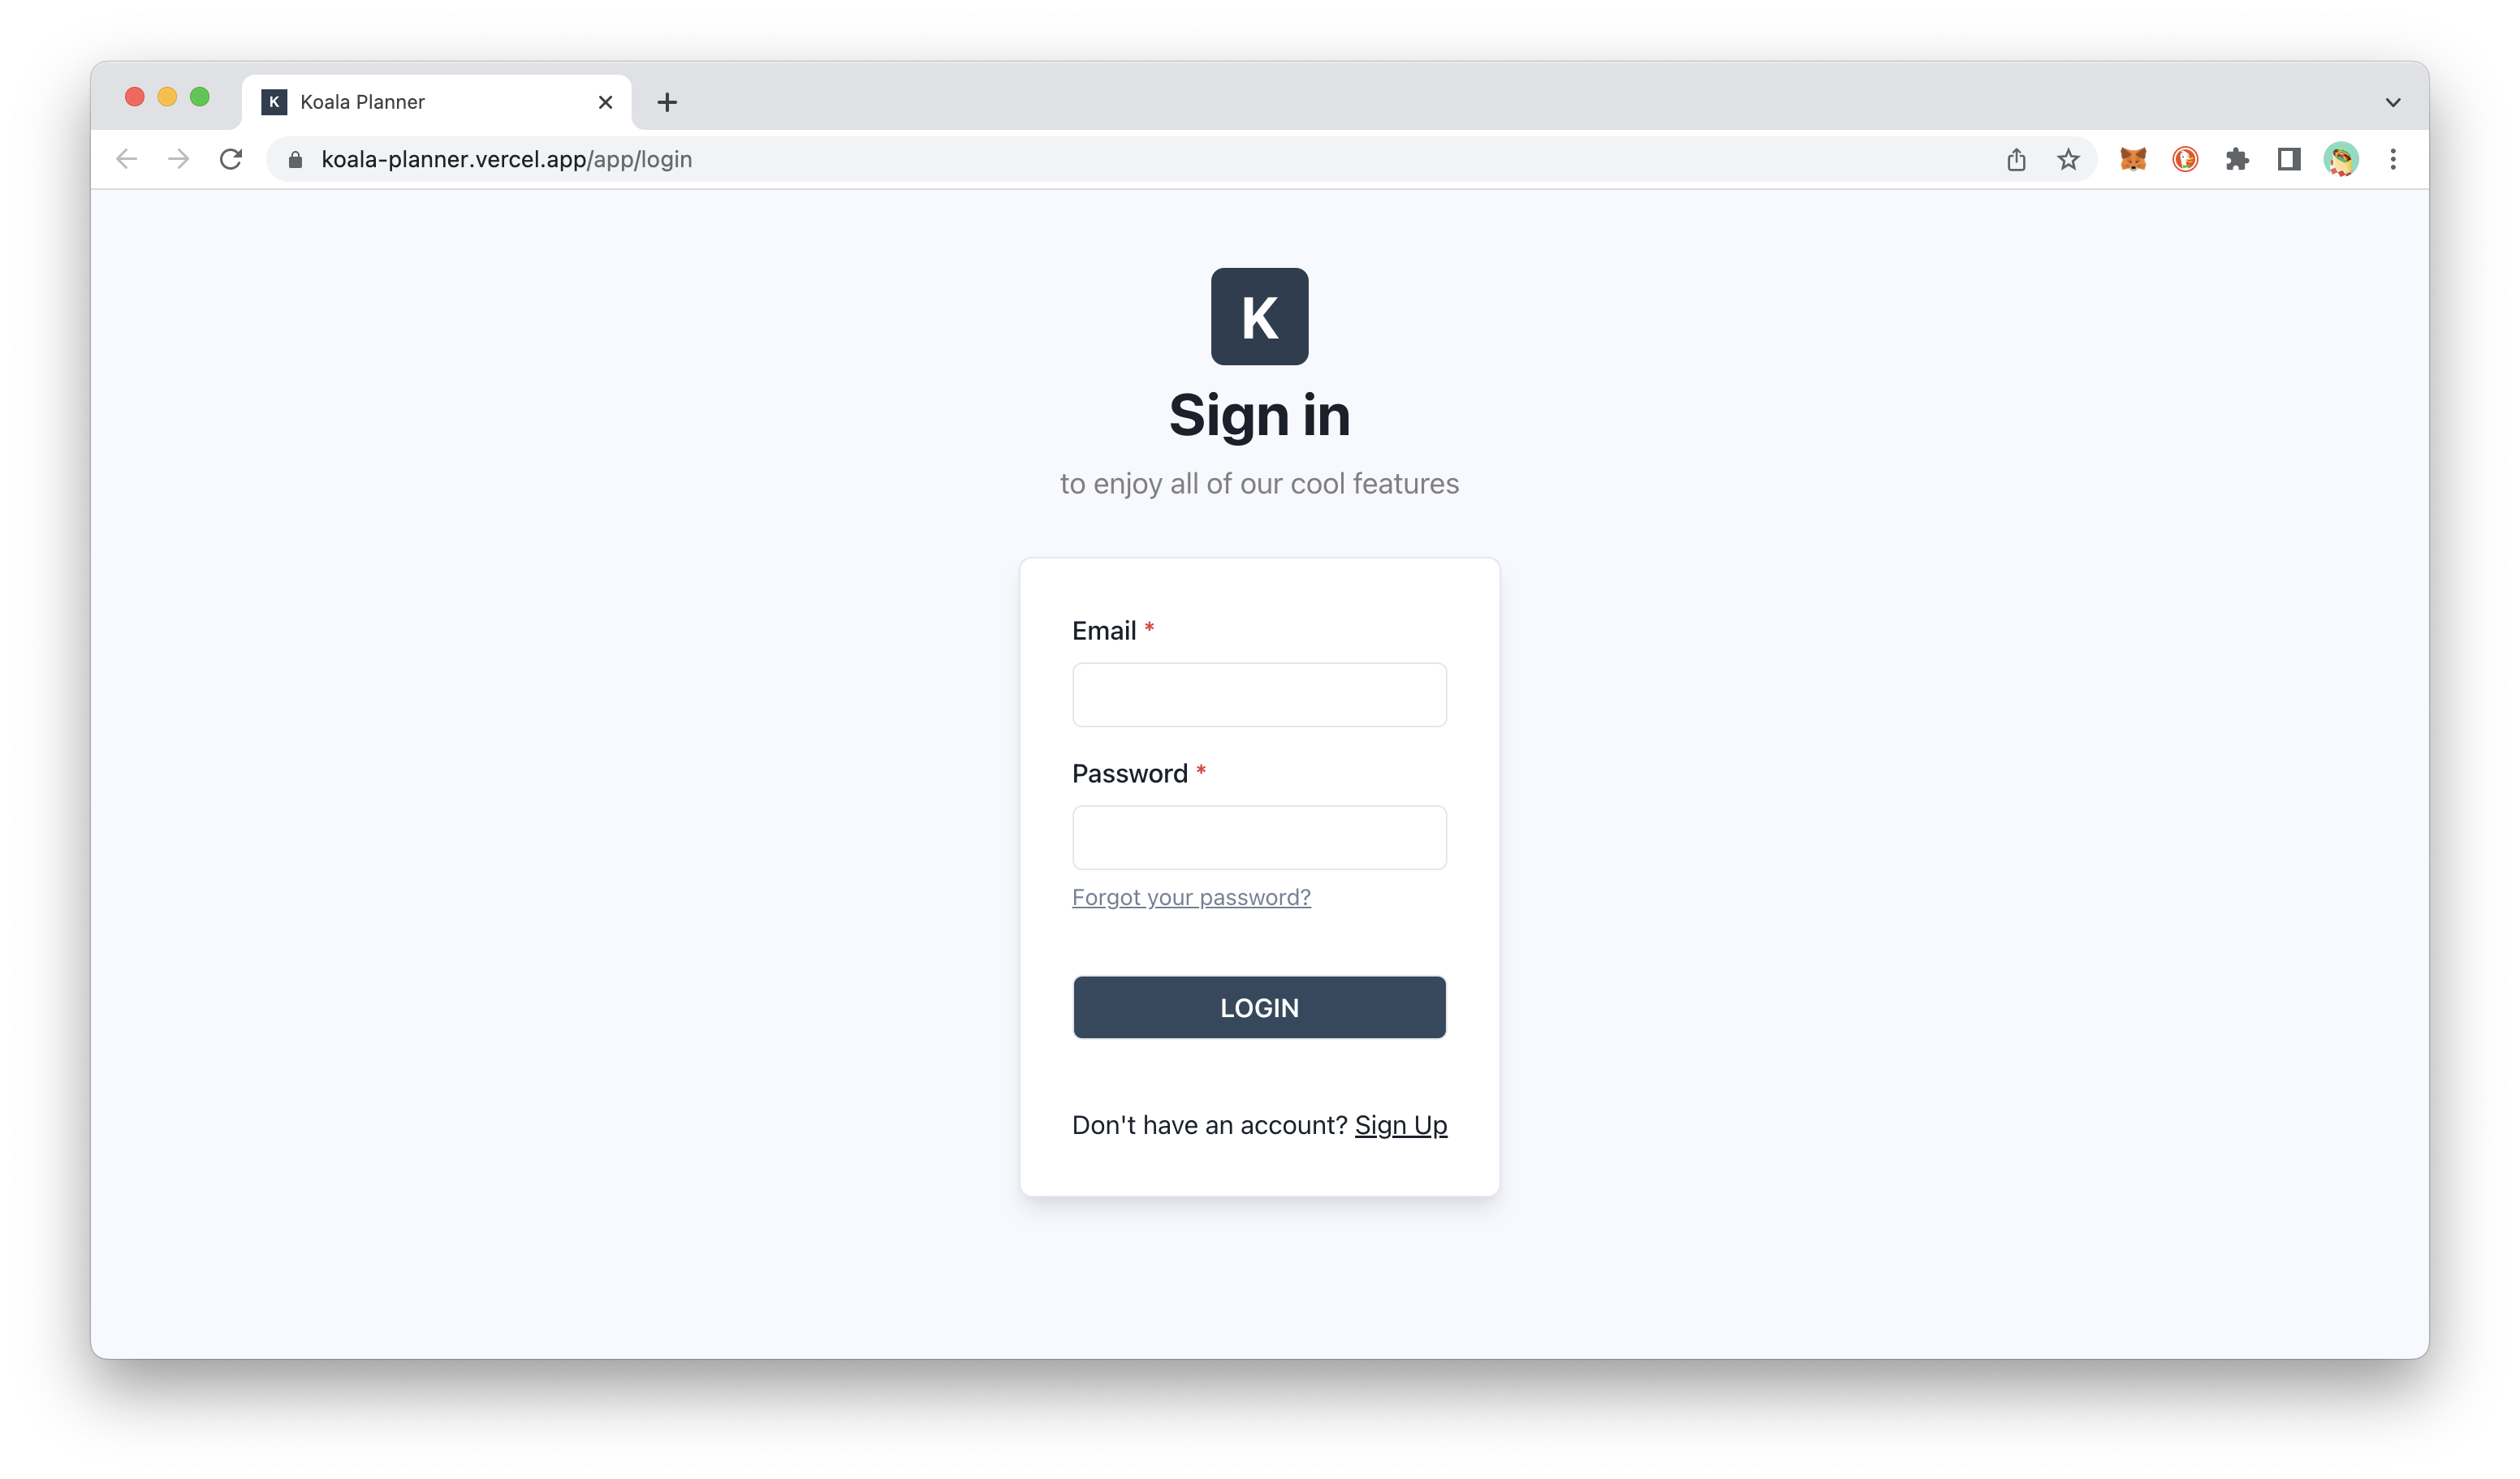 K Koala Planner
koala-planner.vercel.app/app/login
K
Sign in
to enjoy all of our cool features
Email *
Password *
Forgot your password?
LOGIN
Don't have an account? Sign Up